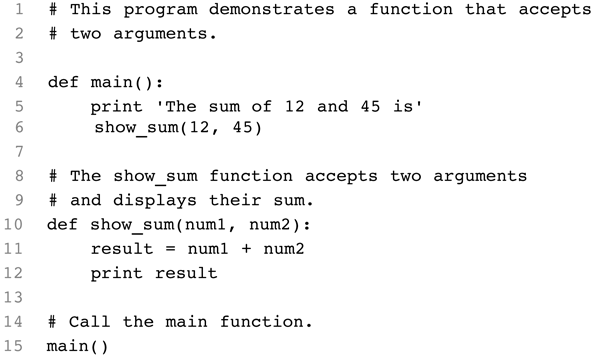 1 # This program demonstrates a function that accepts
2 # two arguments.
3
4 def main():
5     print 'The sum of 12 and 45 is'
6     show_sum(12, 45)
7
8 # The show_sum function accepts two arguments
9 # and displays their sum.
10 def show_sum(num1, num2):
11     result = num1 + num2
12     print result
13
14 # Call the main function.
15 main()